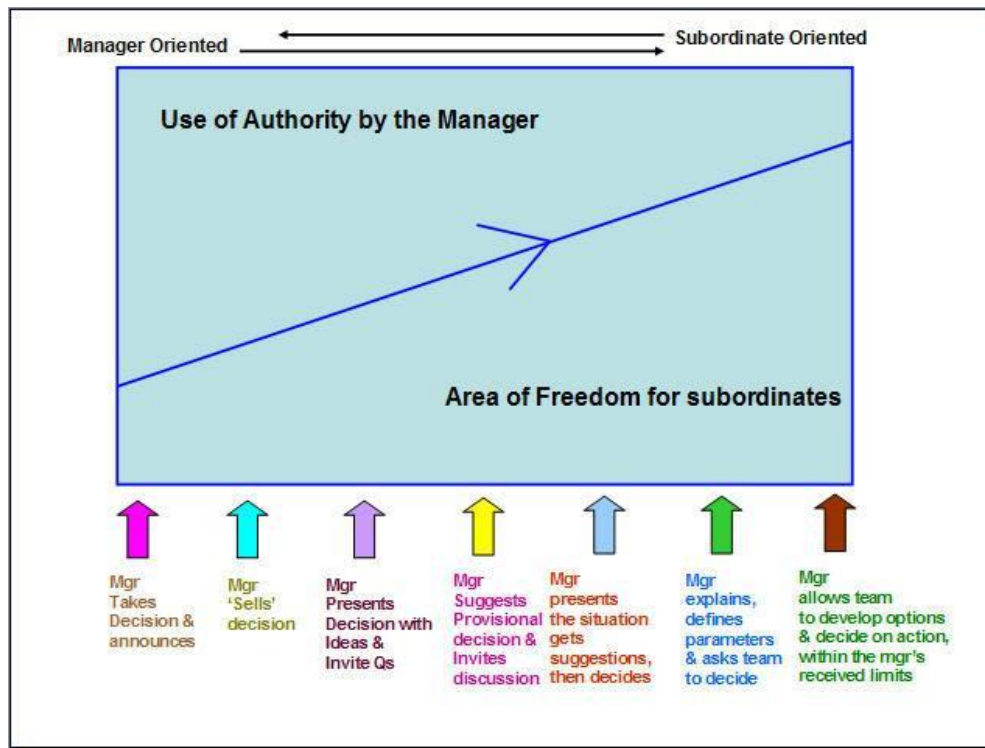 Manager Oriented
Subordinate Oriented
Use of Authority by the Manager
Area of Freedom for subordinates
Mgr
Takes
Decision &
announces
Mgr
'Sells'
decision
Mgr
Presents
Decision with
Ideas &
Invite Qs
Mgr
Suggests
Provisional
decision &
Invites
discussion
Mgr
presents
the situation
gets
suggestions,
then decides
Mgr
explains,
defines
parameters
& asks team
to decide
Mgr
allows team
to develop options
& decide on action,
within the mgr's
received limits